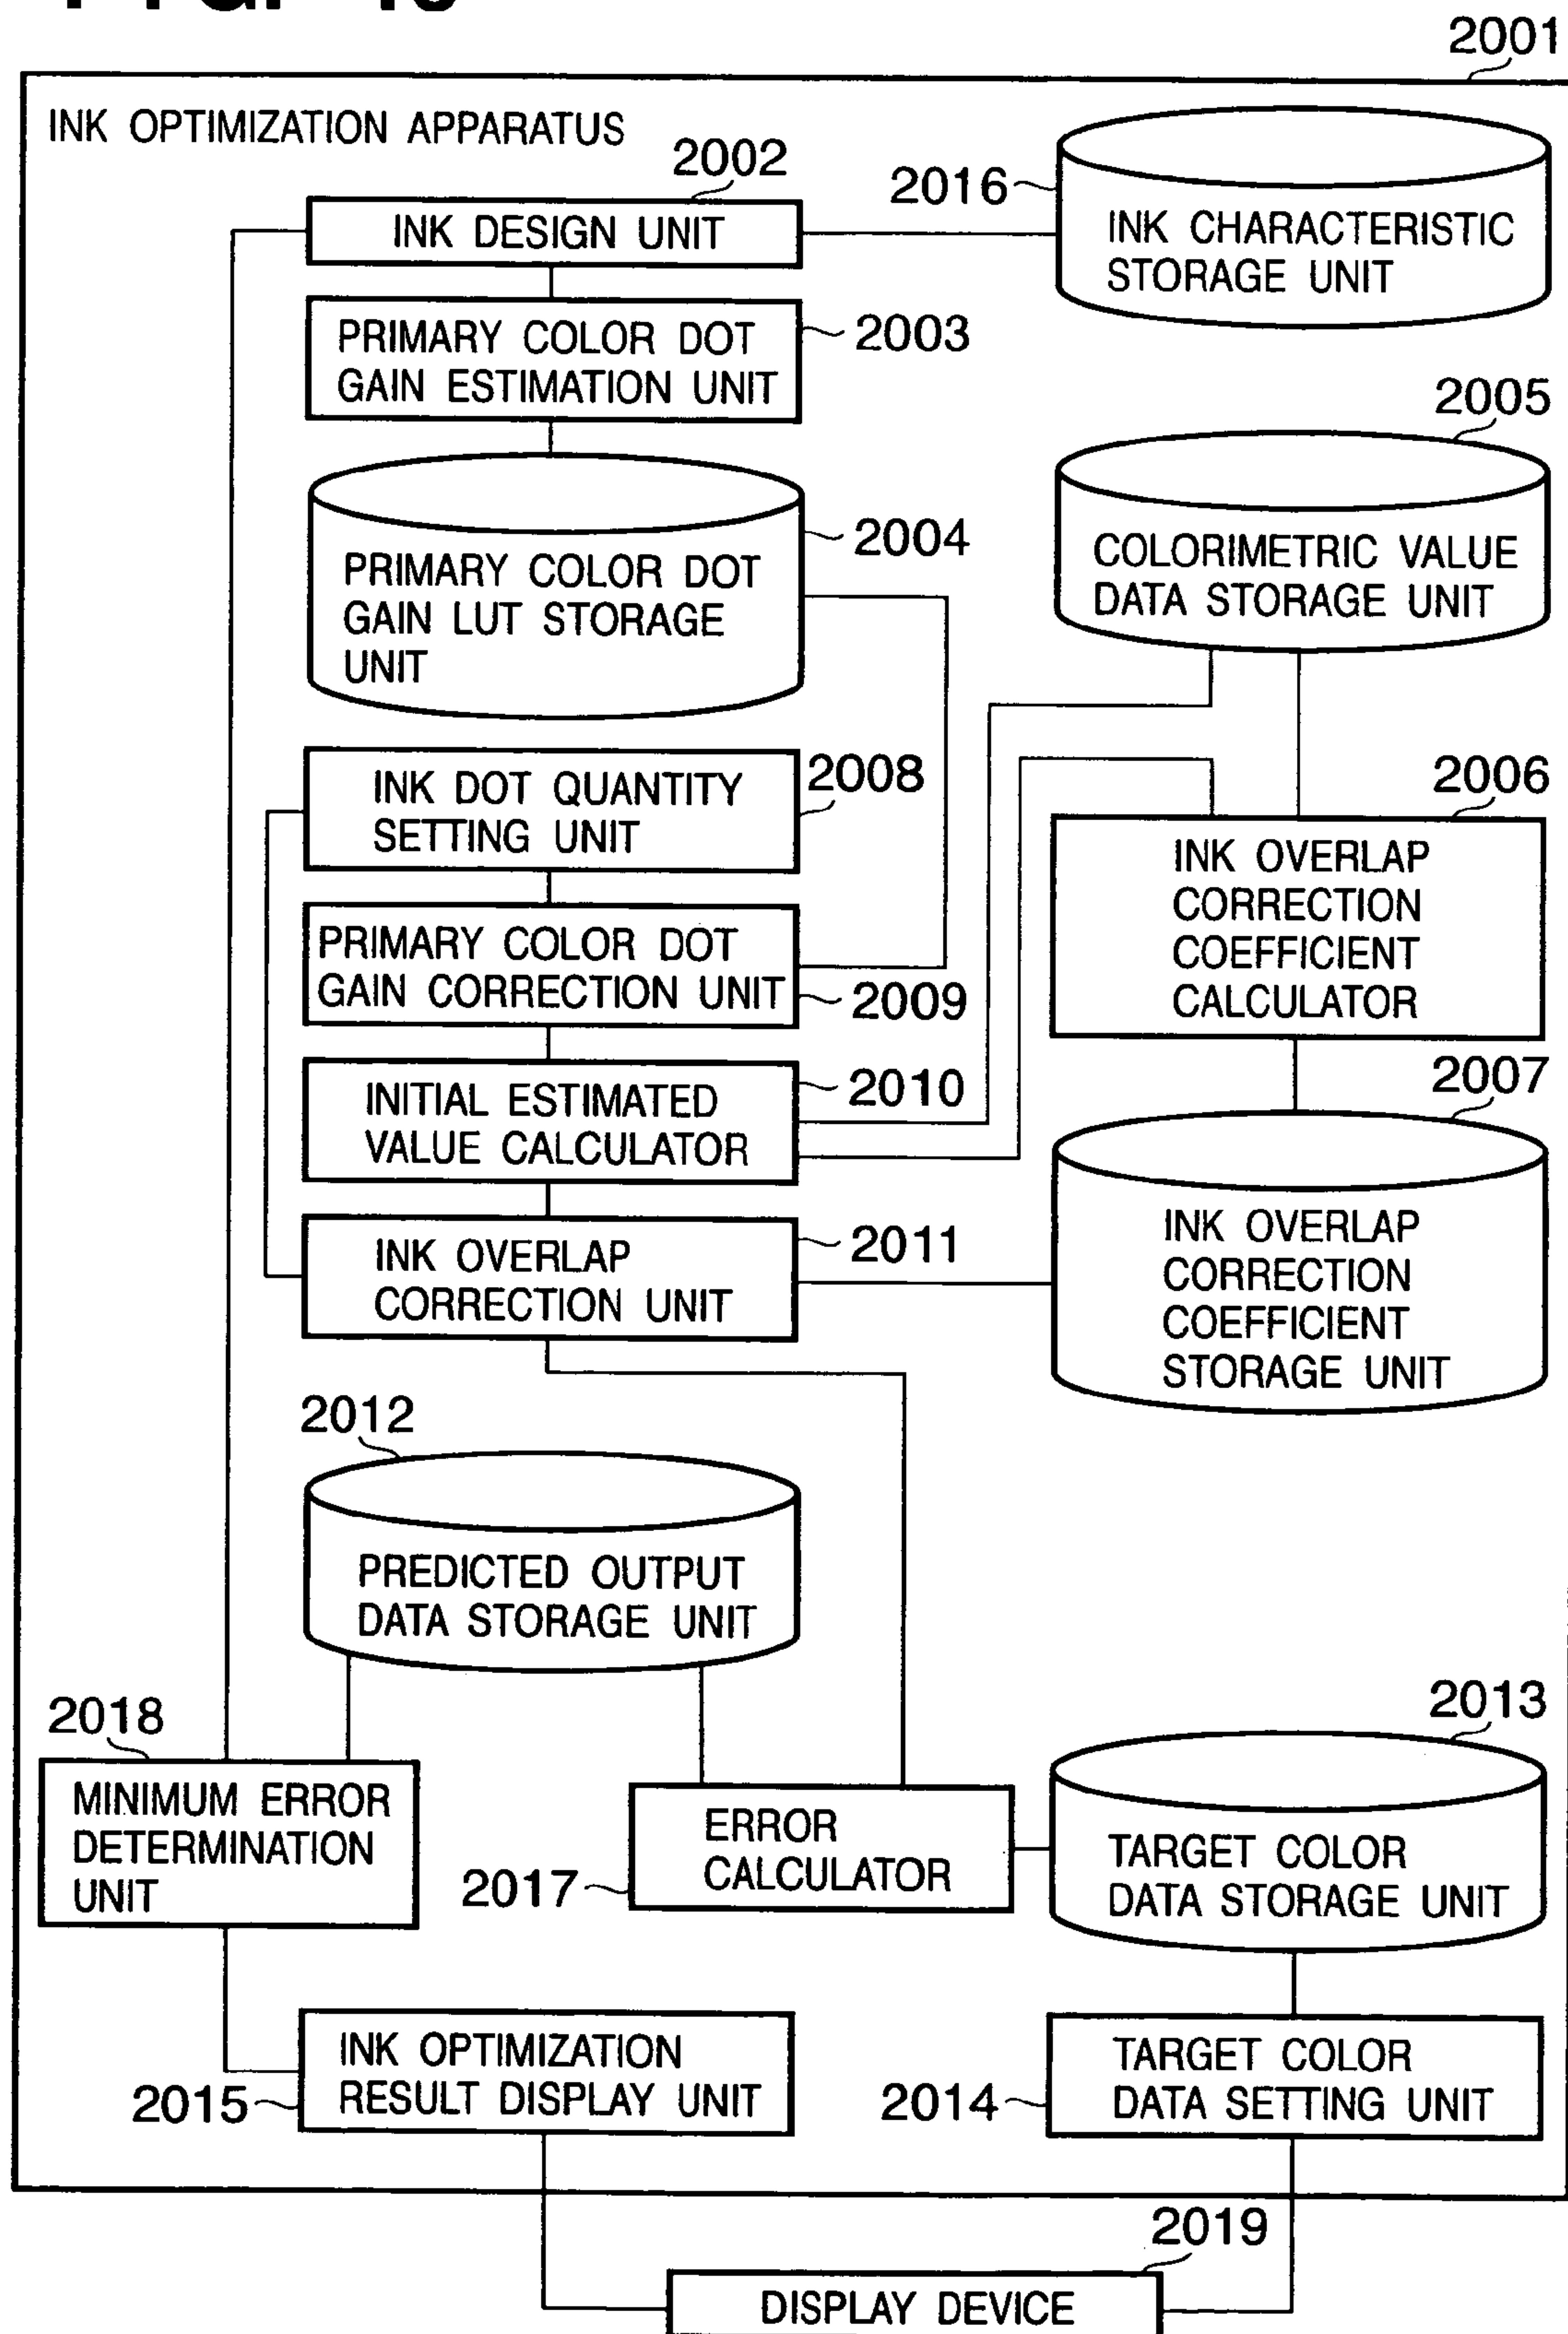 2001
INK OPTIMIZATION APPARATUS
2002
INK DESIGN UNIT
2016
INK CHARACTERISTIC
STORAGE UNIT
PRIMARY COLOR DOT
GAIN ESTIMATION UNIT
2003
2005
COLORIMETRIC VALUE
DATA STORAGE UNIT
2004
PRIMARY COLOR DOT
GAIN LUT STORAGE
UNIT
INK DOT QUANTITY
SETTING UNIT
2008
2006
INK OVERLAP
CORRECTION
COEFFICIENT
CALCULATOR
PRIMARY COLOR DOT
GAIN CORRECTION UNIT
2009
INITIAL ESTIMATED
VALUE CALCULATOR
2010
2007
INK OVERLAP
CORRECTION
COEFFICIENT
STORAGE UNIT
INK OVERLAP
CORRECTION UNIT
2011
2012
PREDICTED OUTPUT
DATA STORAGE UNIT
2018
MINIMUM ERROR
DETERMINATION
UNIT
ERROR
CALCULATOR
2017
2013
TARGET COLOR
DATA STORAGE UNIT
INK OPTIMIZATION
RESULT DISPLAY UNIT
2015
TARGET COLOR
DATA SETTING UNIT
2014
2019
DISPLAY DEVICE